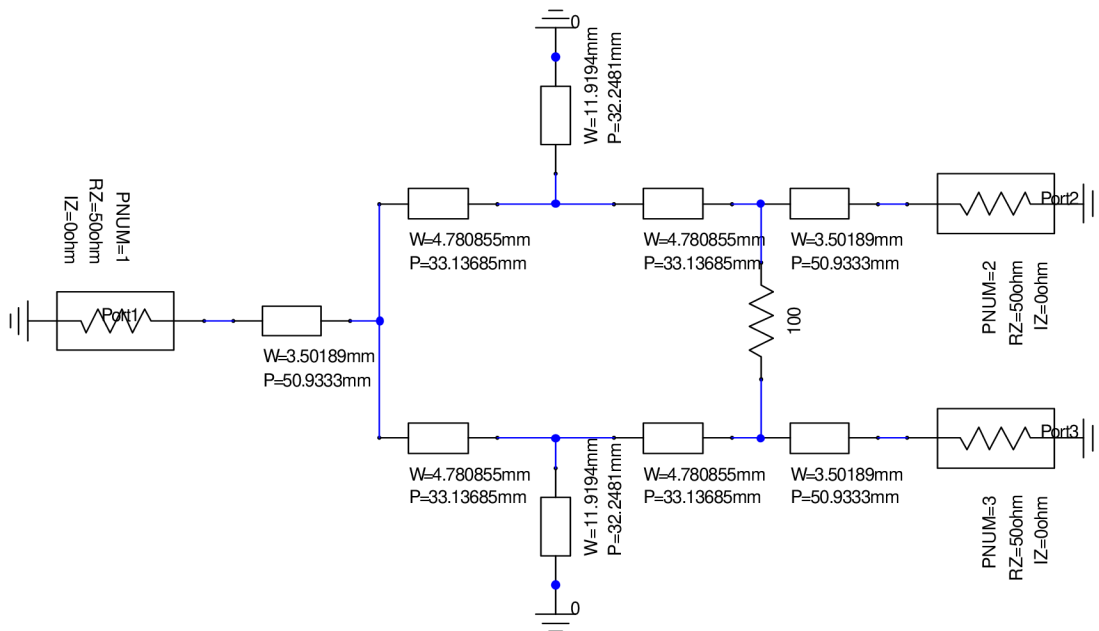 0
W=11.9194mm
P=32.2481mm
PNUM=1
RZ=50ohm
IZ=0ohm
Port1
W=3.50189mm
P=50.9333mm
W=4.780855mm
P=33.13685mm
W=4.780855mm
P=33.13685mm
W=3.50189mm
P=50.9333mm
Port2
PNUM=2
RZ=50ohm
IZ=0ohm
100
W=4.780855mm
P=33.13685mm
W=11.9194mm
P=32.2481mm
0
W=4.780855mm
P=33.13685mm
W=3.50189mm
P=50.9333mm
Port3
PNUM=3
RZ=50ohm
IZ=0ohm